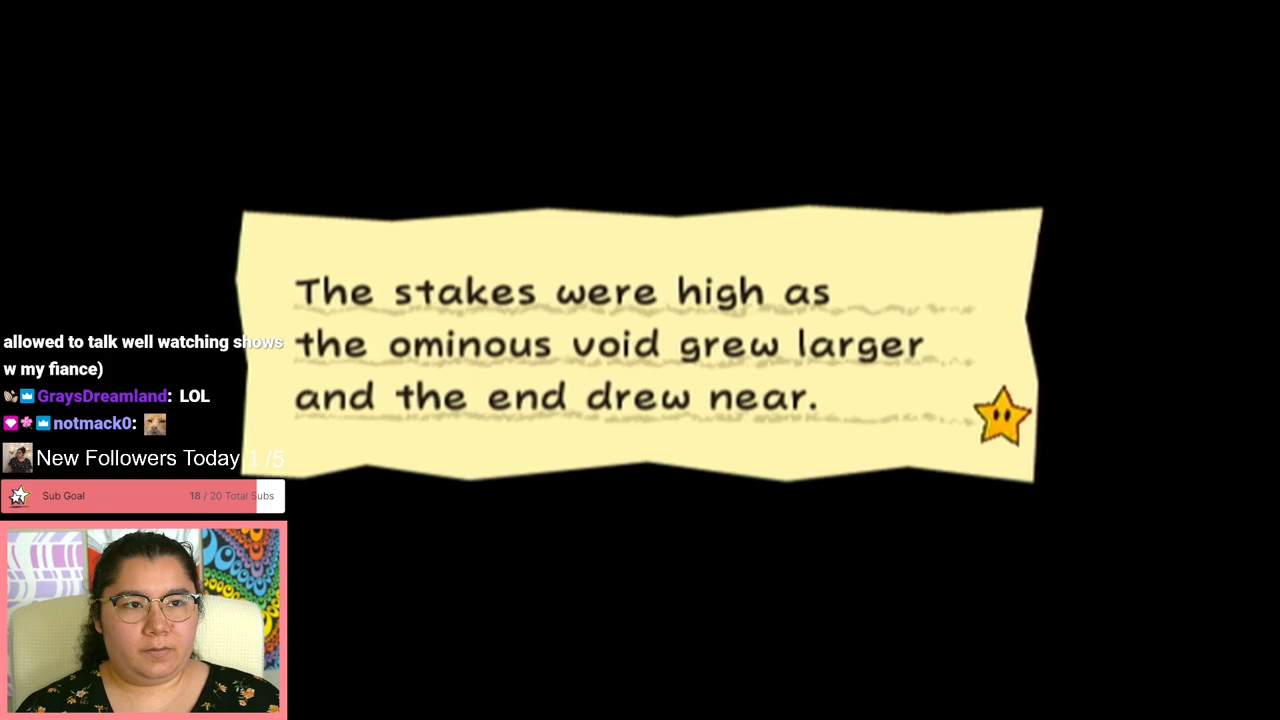 The stakes were high as
the ominous void grew larger
and the end drew near.
allowed to talk well watching shows
w my fiance)
GraysDreamland: LOL
notmack0:
New Followers Today 1 /5
Sub Goal 18 / 20 Total Subs